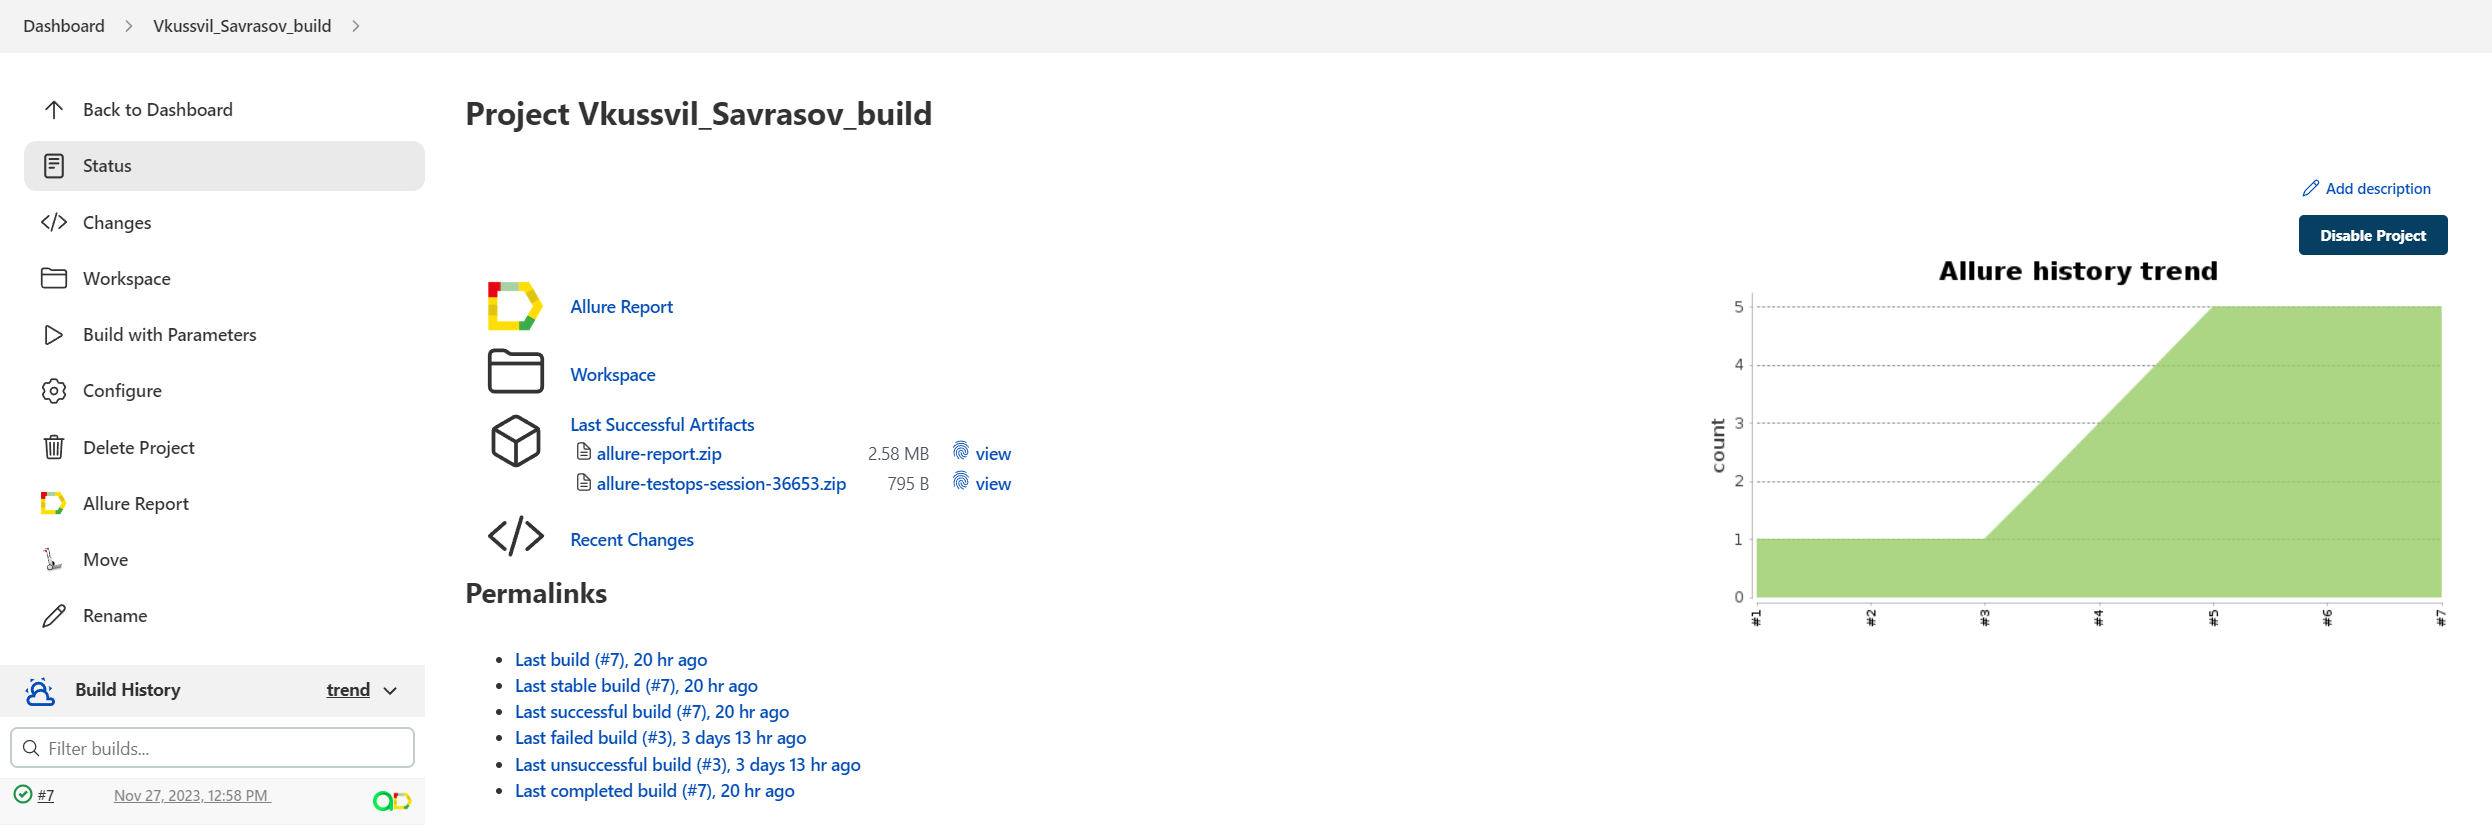 Dashboard
Vkussvil_Savrasov_build
Back to Dashboard
Status
Changes
Workspace
Build with Parameters
Configure
Delete Project
Allure Report
Move
Rename
Build History
trend
Filter builds...
#7
Nov 27, 2023, 12:58 PM
Project Vkussvil_Savrasov_build
Add description
Disable Project
Allure Report
Workspace
Last Successful Artifacts
allure-report.zip 2.58 MB view
allure-testops-session-36653.zip 795 B view
Recent Changes
Permalinks
Last build (#7), 20 hr ago
Last stable build (#7), 20 hr ago
Last successful build (#7), 20 hr ago
Last failed build (#3), 3 days 13 hr ago
Last unsuccessful build (#3), 3 days 13 hr ago
Last completed build (#7), 20 hr ago
Allure history trend
count
5
4
3
2
1
0
#1 #2 #3 #4 #5 #6 #7